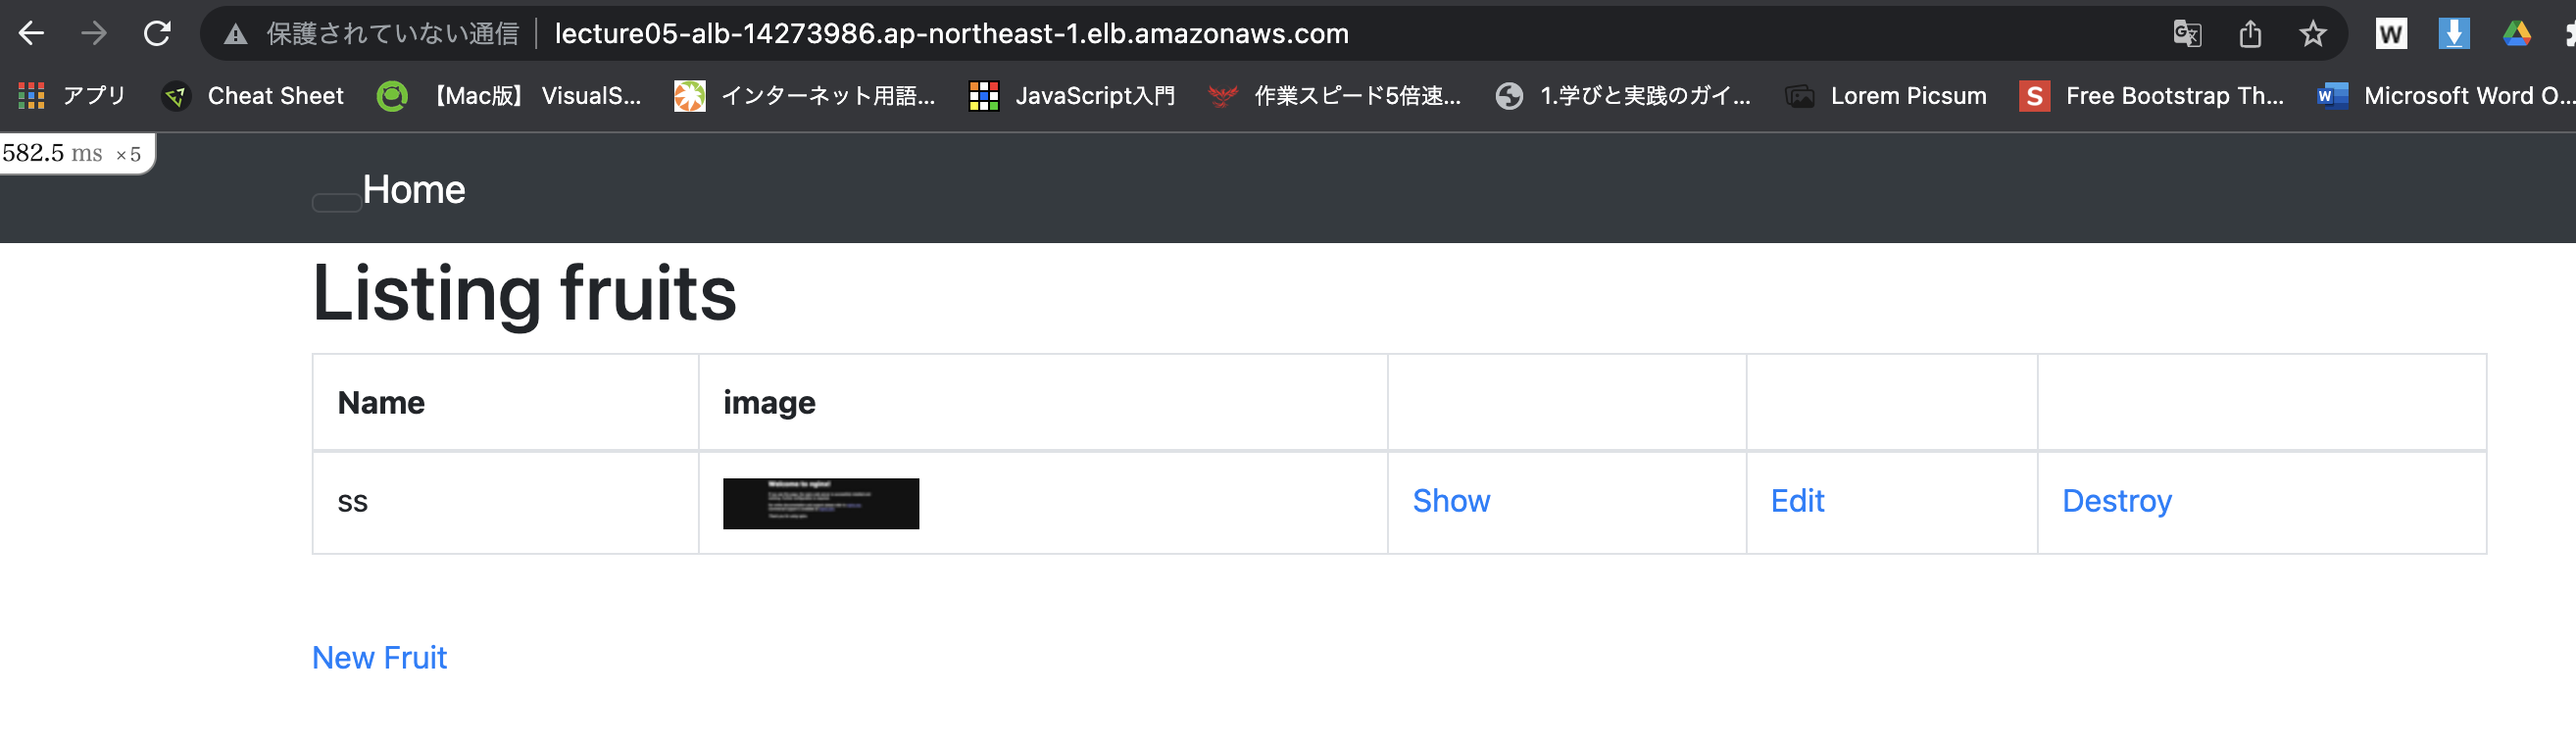 保護されていない通信 lecture05-alb-14273986.ap-northeast-1.elb.amazonaws.com
アプリ Cheat Sheet 【Mac版】 VisualS... インターネット用語... JavaScript入門 作業スピード5倍速... 1.学びと実践のガイ... Lorem Picsum Free Bootstrap Th... Microsoft Word O...
582.5 ms ×5
Home
Listing fruits
Name image
ss Welcome to nginx! Show Edit Destroy
New Fruit